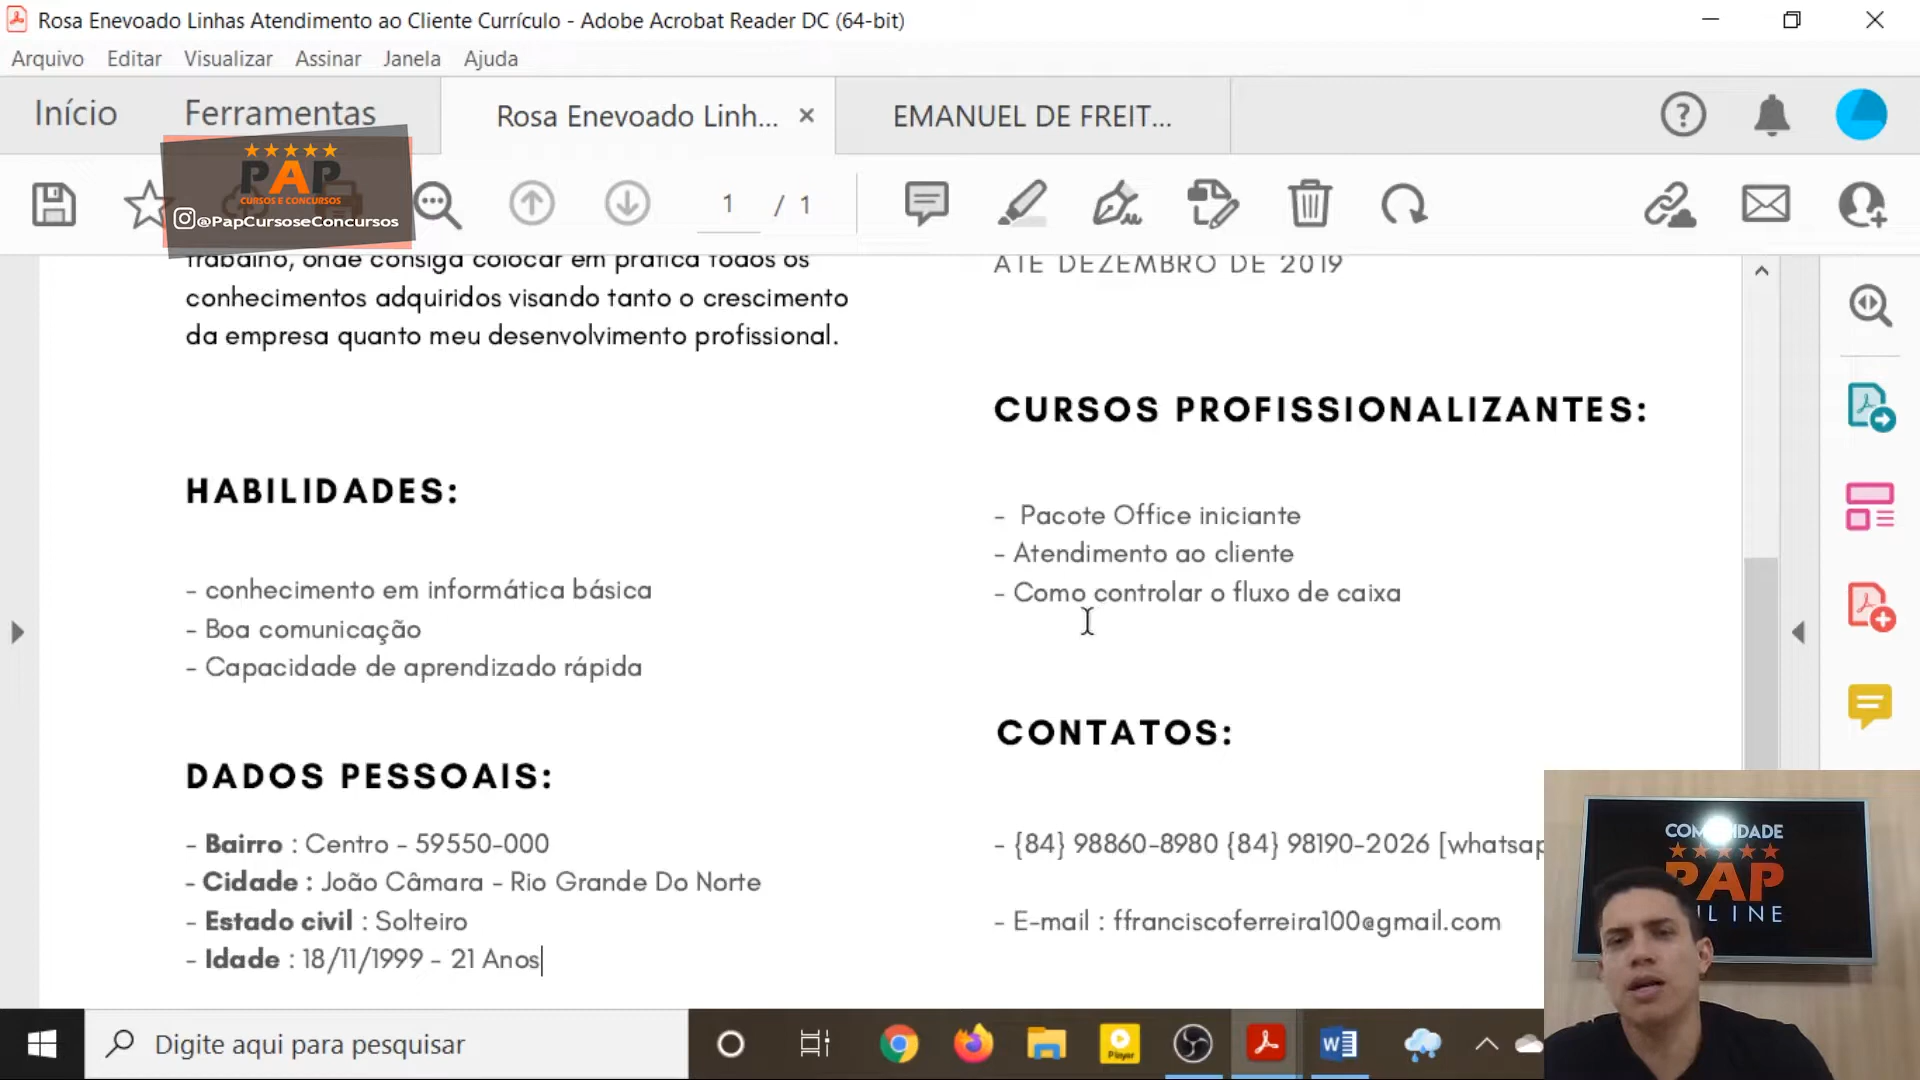 Rosa Enevoado Linhas Atendimento ao Cliente Currículo - Adobe Acrobat Reader DC (64-bit)
Arquivo Editar Visualizar Assinar Janela Ajuda
Início Ferramentas Rosa Enevoado Linh... EMANUEL DE FREIT...
PAP
CURSOS E CONCURSOS
@PapCursoseConcursos
1 / 1
trabalho, onde consiga colocar em prática todos os
conhecimentos adquiridos visando tanto o crescimento
da empresa quanto meu desenvolvimento profissional.
HABILIDADES:
- conhecimento em informática básica
- Boa comunicação
- Capacidade de aprendizado rápida
DADOS PESSOAIS:
- Bairro : Centro - 59550-000
- Cidade : João Câmara - Rio Grande Do Norte
- Estado civil : Solteiro
- Idade : 18/11/1999 - 21 Anos
ATÉ DEZEMBRO DE 2019
CURSOS PROFISSIONALIZANTES:
- Pacote Office iniciante
- Atendimento ao cliente
- Como controlar o fluxo de caixa
CONTATOS:
- {84} 98860-8980 {84} 98190-2026 [whatsap
- E-mail : ffranciscoferreira100@gmail.com
PAP
Digite aqui para pesquisar
Player